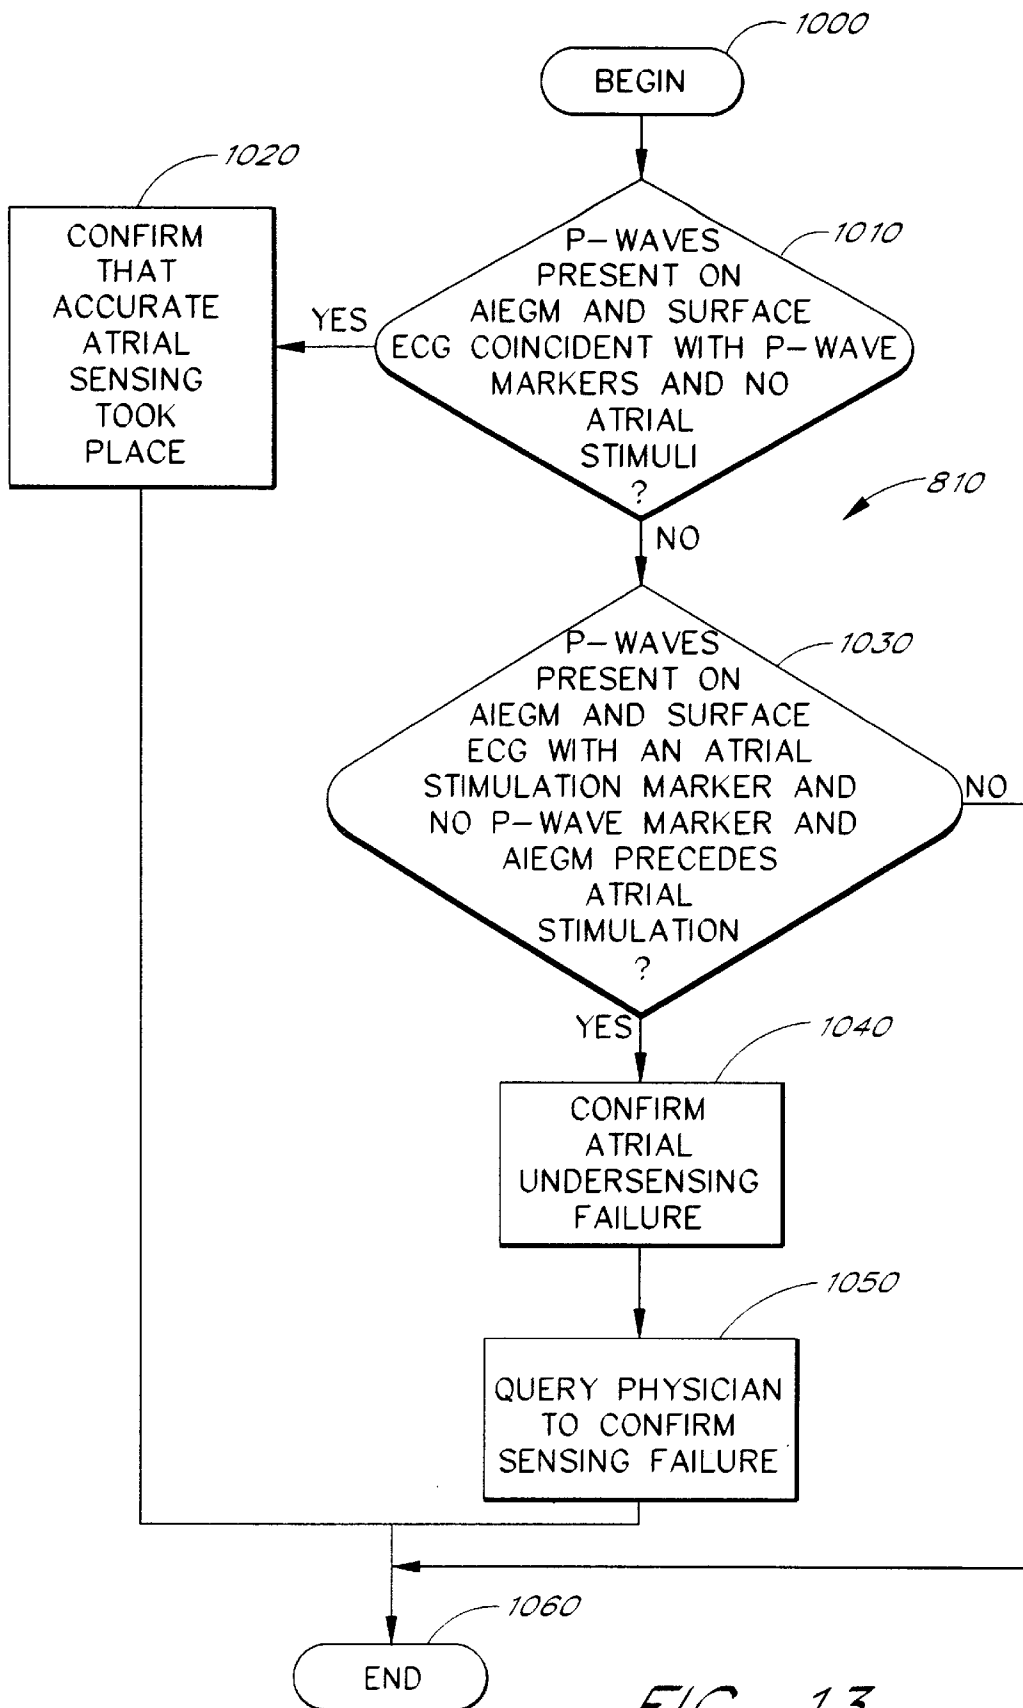 1000
BEGIN
1020
CONFIRM
THAT
ACCURATE
ATRIAL
SENSING
TOOK
PLACE
YES
1010
P-WAVES
PRESENT ON
AIEGM AND SURFACE
ECG COINCIDENT WITH P-WAVE
MARKERS AND NO
ATRIAL
STIMULI
?
810
NO
1030
P-WAVES
PRESENT ON
AIEGM AND SURFACE
ECG WITH AN ATRIAL
STIMULATION MARKER AND
NO P-WAVE MARKER AND
AIEGM PRECEDES
ATRIAL
STIMULATION
?
NO
YES
1040
CONFIRM
ATRIAL
UNDERSENSING
FAILURE
1050
QUERY PHYSICIAN
TO CONFIRM
SENSING FAILURE
1060
END
FIG. 13